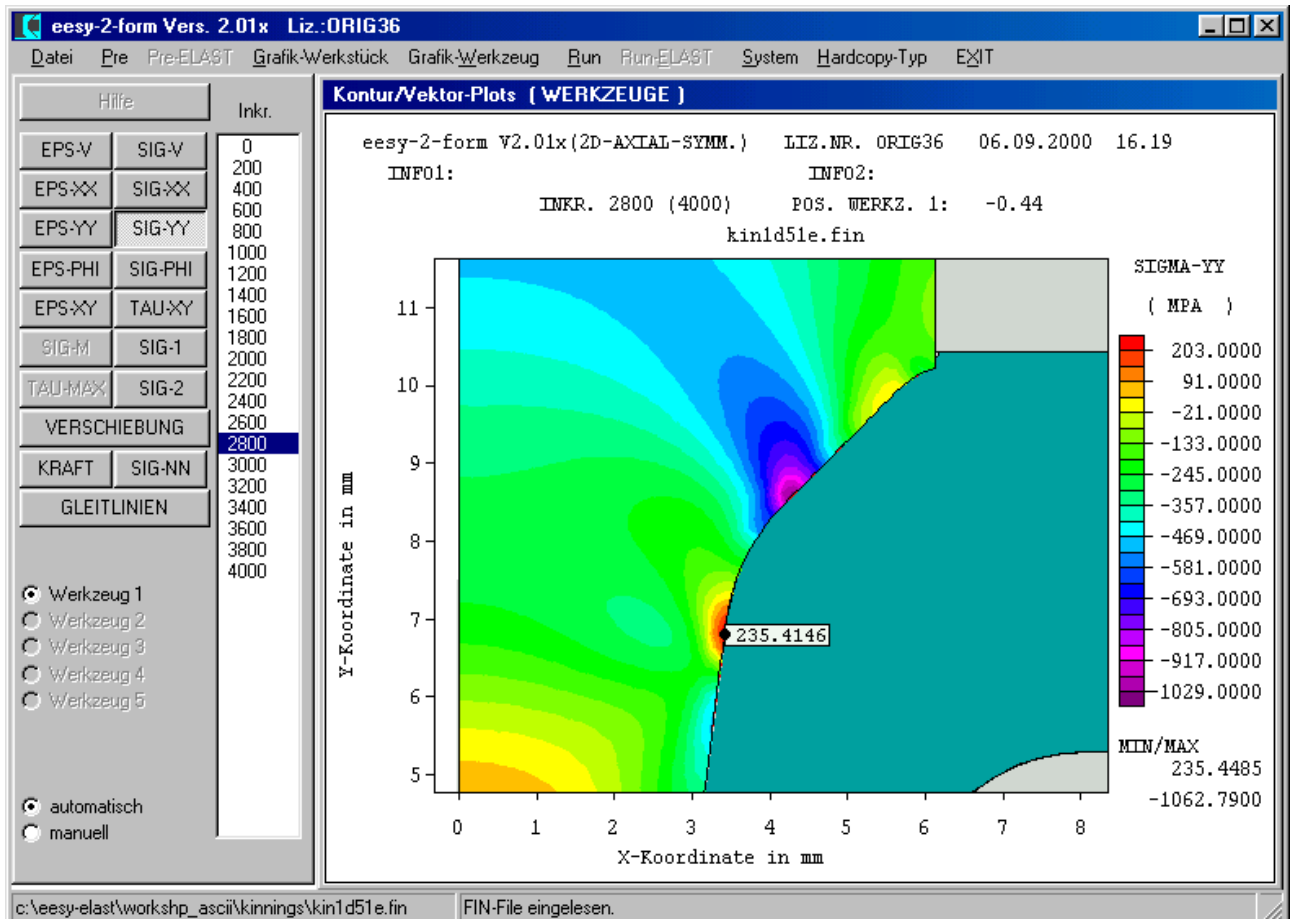 eesy-2-form Vers. 2.01x Liz.:ORIG36
Datei Pre Pre-ELAST Grafik-Werkstück Grafik-Werkzeug Run Run-ELAST System Hardcopy-Typ EXIT
Hilfe
Inkr.
EPS-V SIG-V
EPS-XX SIG-XX
EPS-YY SIG-YY
EPS-PHI SIG-PHI
EPS-XY TAU-XY
SIG-M SIG-1
TAU-MAX SIG-2
VERSCHIEBUNG
KRAFT SIG-NN
GLEITLINIEN
Werkzeug 1
Werkzeug 2
Werkzeug 3
Werkzeug 4
Werkzeug 5
automatisch
manuell
0
200
400
600
800
1000
1200
1400
1600
1800
2000
2200
2400
2600
2800
3000
3200
3400
3600
3800
4000
Kontur/Vektor-Plots ( WERKZEUGE )
eesy-2-form V2.01x(2D-AXIAL-SYMM.) LIZ.NR. ORIG36 06.09.2000 16.19
INFO1: INFO2:
INKR. 2800 (4000) POS. WERKZ. 1: -0.44
kin1d51e.fin
Y-Koordinate in mm
11
10
9
8
7
6
5
235.4146
0 1 2 3 4 5 6 7 8
X-Koordinate in mm
SIGMA-YY
( MPA )
203.0000
91.0000
-21.0000
-133.0000
-245.0000
-357.0000
-469.0000
-581.0000
-693.0000
-805.0000
-917.0000
-1029.0000
MIN/MAX
235.4485
-1062.7900
c:\eesy-elast\workshp_ascii\kinnings\kin1d51e.fin FIN-File eingelesen.